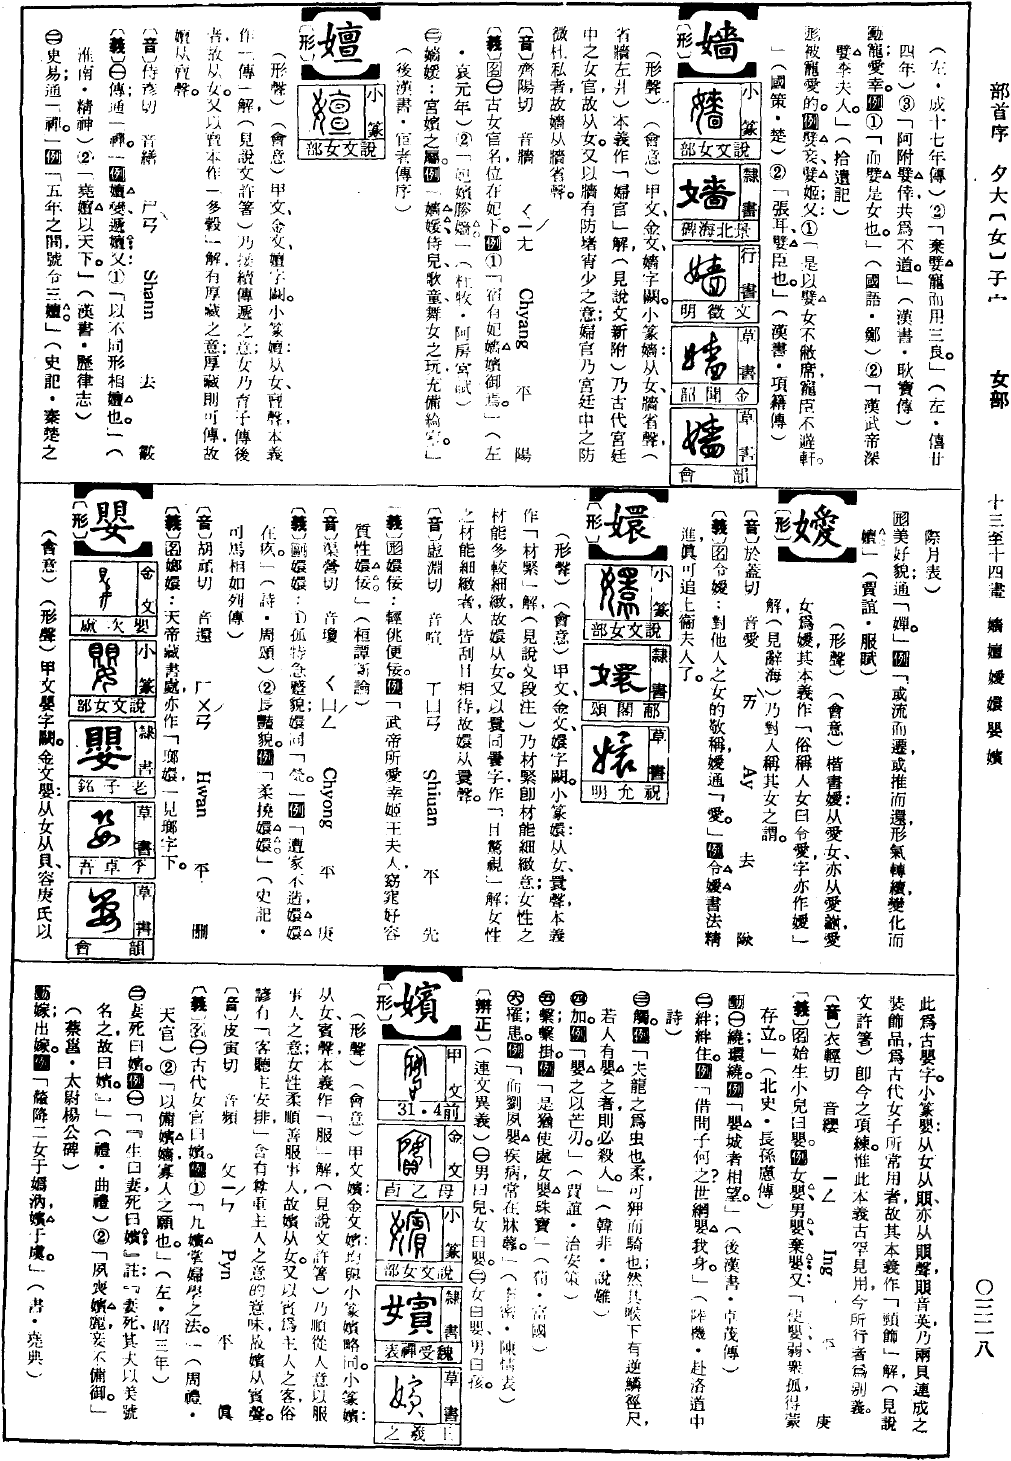 部首序 夕大〔女〕子宀 女部 十三至十四畫 嬙嬗嬡嬛嬰嬪 〇三二八
（左・成十七年傳）②「棄嬖寵而用三良。」（左・僖廿
四年）③「阿附嬖倖共爲不道。」（漢書・耿寶傳）
動寵愛幸。例①「而嬖是女也。」（國語・鄭）②「漢武帝深
嬖李夫人。」（拾遺記）
形被寵愛的。例嬖妾、嬖姬又：①「是以嬖女不敝席寵臣不避軒。
」（國策・楚）②「張耳嬖臣也。」（漢書・項籍傳）
嬙
〔形〕
小篆 說文女部
隸書 景北海碑
行書 文徵明
草書 金聞韶
草書 韻會
（形聲）（會意）甲文、金文、嬙字闕。小篆嬙：从女、牆省聲（
省牆左爿）本義作「婦官」解（見說文新附）乃古代宮廷
中之女官故从女。又以牆有防堵宵少之意；婦官乃宮廷中之防
微杜私者故嬙从牆省聲。
〔音〕齊陽切 音牆 ㄑㄧㄤˊ Chyang 平 陽
〔義〕名㊀古女官名，位在妃下。例①「宿有妃嬙嬪御焉。」（左
・哀元年）②「妃嬪媵嬙。」（杜牧・阿房宮賦）
㊁嬙媛：宮嬪之屬。例「嬙媛侍兒歌童舞女之玩充備綺室」
（後漢書・宦者傳序）
嬗
〔形〕
小篆 說文女部
（形聲）（會意）甲文、金文、嬗字闕。小篆嬗：从女、亶聲，本義
作「傳」解（見說文許箸）乃接續傳遞之意；女乃育子傳後
者，故从女。又以亶本作「多穀」解有厚藏之意；厚藏則可傳，故
嬗从亶聲。
〔音〕侍膳切 音繕 ㄕㄢˋ Shann 去 霰
〔義〕㊀傳通「禪。」例嬗變、遞嬗又①「以不同形相嬗也。」（
淮南・精神）②「堯嬗以天下。」（漢書・歷律志）
㊁史易通「禪。」例「五年之間號令三嬗。」（史記・秦楚之
際月表）
形美好貌；通「嬋。」例「或流而遷，或推而還，形氣轉續，變化而
嬗」（賈誼・服賦）
嬡
〔形〕
（形聲）（會意）楷書嬡：从愛女、亦从愛聲，愛
女爲嬡，其本義作「俗稱人女曰令愛字亦作嬡」
解（見辭海）乃對人稱其女之謂。
〔音〕於蓋切 音愛 ㄞˋ Ay 去 隊
〔義〕名令嬡：對他人之女的敬稱，嬡通「愛。」例令嬡書法精
進，眞可追上衞夫人了。
嬛
〔形〕
小篆 說文女部
隸書 郙閣頌
草書 祝允明
（形聲）（會意）甲文、金文、嬛字闕。小篆嬛：从女、睘聲，本義
作「材緊」解（見說文段注）乃材緊卽材能細緻意；女性之
材能多較細緻，故嬛从女。又以睘同瞏字作「目驚視」解；女性
之材能細緻者，人皆刮目相待，故嬛从睘聲。
〔音〕虛淵切 音喧 ㄒㄩㄢ Shiuan 平 先
〔義〕形嬛佞：輕佻便佞。例「武帝所愛幸姬王夫人窈窕好容
質性嬛佞。」（桓譚新論）
〔音〕葵營切 音瓊 ㄑㄩㄥˊ Chyong 平 庚
〔義〕副嬛嬛：①孤特急蹙貌；嬛同「煢。」例「遭家不造，嬛嬛
在疚。」（詩・周頌）②長豔貌。例「柔撓嬛嬛」（史記・
司馬相如列傳）
〔音〕胡頑切 音還 ㄏㄨㄢˊ Hwan 平 刪
〔義〕名嫏嬛：天帝藏書處；亦作「瑯嬛」見瑯字下。
嬰
〔形〕
金文 嬰次廬
小篆 說文女部
隸書 老子銘
草書 李卓吾
草書 韻會
（會意）（形聲）甲文嬰字闕。金文嬰：从女从貝，容庚氏以
此爲古嬰字。小篆嬰：从女从賏、亦从賏聲，賏音英，乃兩貝連成之
裝飾品，爲古代女子所常用者，故其本義作「頸飾」解（見說
文許箸）卽今之項練。惟此本義古罕見用，今所行者爲別義。
〔音〕衣輕切 音纓 ㄧㄥ Ing 平 庚
〔義〕名始生小兒曰嬰。例女嬰、男嬰、棄嬰又：「使嬰弱衆孤得蒙
存立」（北史・長孫慮傳）
動㊀繞；環繞。例「嬰城者相望。」（後漢書・卓茂傳）
㊁絆；絆住。例「借問子何之？世網嬰我身。」（陸機・赴洛道中
詩）
㊂觸。例「夫龍之爲虫也柔，可狎而騎也；然其喉下有逆鱗徑尺，
若人有嬰之者則必殺人。」（韓非・說難）
㊃加。例「嬰之以芒刃。」（賈誼・治安策）
㊄繫；繫掛。例「是猶使處女嬰珠寶」（荀・富國）
㊅罹；患。例「而劉夙嬰疾病，常在牀蓐。」（李密・陳情表）
〔辨正〕（連文異義）㊀男曰兒，女曰嬰。㊁女曰嬰，男曰孩。
嬪
〔形〕
甲文 前4・31
金文 母乙卣
小篆 說文女部
隸書 魏受禪表
草書 王羲之
（形聲）（會意）甲文嬪、金文嬪：均與小篆嬪略同。小篆嬪：
从女、賓聲，本義作「服」解（見說文許箸）乃順從人意以服
事人之意；女性柔順善服事人，故嬪从女。又以賓爲主人之客，俗
諺有「客聽主安排」含有尊重主人之意的意味，故嬪从賓聲。
〔音〕皮寅切 音頻 ㄆㄧㄣˊ Pyn 平 眞
〔義〕名㊀古代女官曰嬪。例①「九嬪掌婦學之法。」（周禮・
天官）②「以備嬪嬙，寡人之願也。」（左・昭三年）
㊁妻死曰嬪。例㊀「『生曰妻，死曰嬪』註：『妻死，其夫以美號
名之，故曰嬪。』」（禮・曲禮）②「夙喪嬪儷，妾不備御。」
（蔡邕・太尉楊公碑）
動嫁；出嫁。例「釐降二女于嬀汭，嬪于虞。」（書・堯典）